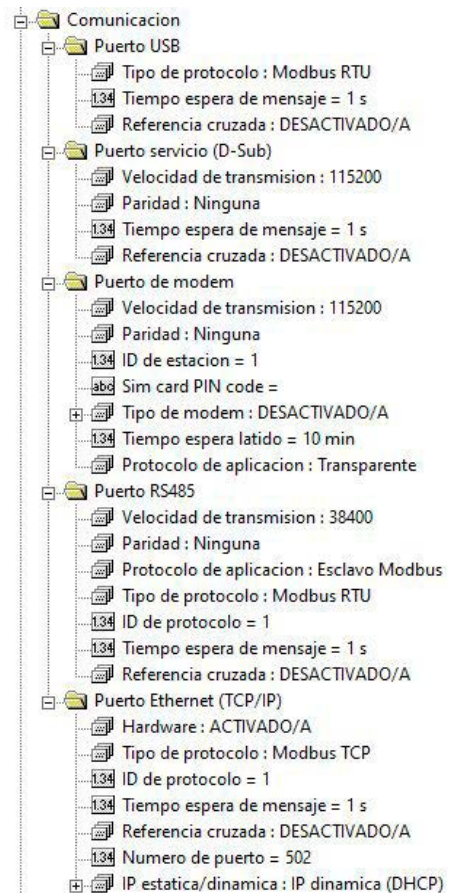 Comunicacion
Puerto USB
Tipo de protocolo : Modbus RTU
1.34 Tiempo espera de mensaje = 1 s
Referencia cruzada : DESACTIVADO/A
Puerto servicio (D-Sub)
Velocidad de transmision : 115200
Paridad : Ninguna
1.34 Tiempo espera de mensaje = 1 s
Referencia cruzada : DESACTIVADO/A
Puerto de modem
Velocidad de transmision : 115200
Paridad : Ninguna
1.34 ID de estacion = 1
abc Sim card PIN code =
Tipo de modem : DESACTIVADO/A
1.34 Tiempo espera latido = 10 min
Protocolo de aplicacion : Transparente
Puerto RS485
Velocidad de transmision : 38400
Paridad : Ninguna
Protocolo de aplicacion : Esclavo Modbus
Tipo de protocolo : Modbus RTU
1.34 ID de protocolo = 1
1.34 Tiempo espera de mensaje = 1 s
Referencia cruzada : DESACTIVADO/A
Puerto Ethernet (TCP/IP)
Hardware : ACTIVADO/A
Tipo de protocolo : Modbus TCP
1.34 ID de protocolo = 1
1.34 Tiempo espera de mensaje = 1 s
Referencia cruzada : DESACTIVADO/A
1.34 Numero de puerto = 502
IP estatica/dinamica : IP dinamica (DHCP)